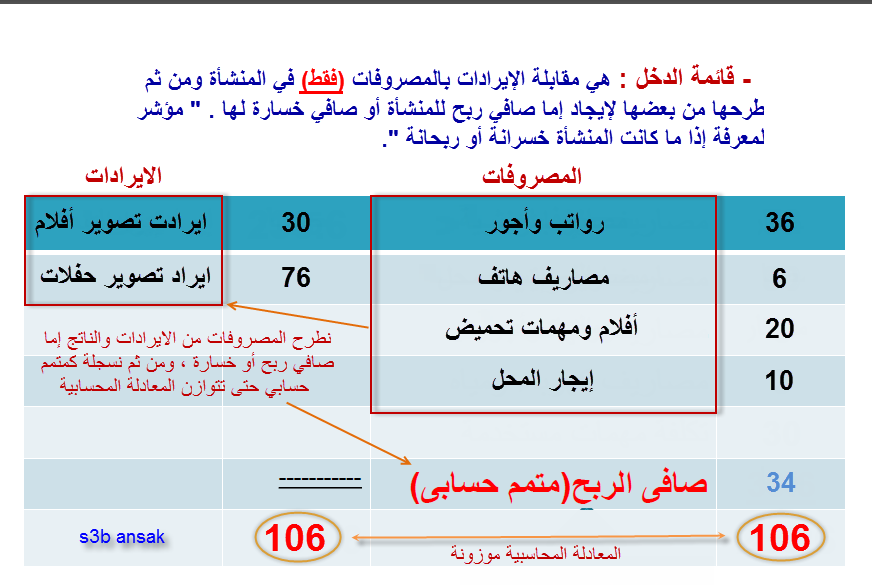 - قائمة الدخل : هي مقابلة الإيرادات بالمصروفات (فقط) في المنشأة ومن ثم
طرحها من بعضها لإيجاد إما صافي ربح للمنشأة أو صافي خسارة لها . " مؤشر
لمعرفة إذا ما كانت المنشأة خسرانة أو ربحانة ".
المصروفات الايرادات
36 رواتب وأجور 30 ايرادت تصوير أفلام
6 مصاريف هاتف 76 ايراد تصوير حفلات
20 أفلام ومهمات تحميض
10 إيجار المحل
نطرح المصروفات من الايرادات والناتج إما
صافي ربح أو خسارة ، ومن ثم نسجلة كمتمم
حسابي حتى تتوازن المعادلة المحسابية
34 صافى الربح(متمم حسابى) -----------
106 106 s3b ansak
المعادلة المحاسبية موزونة